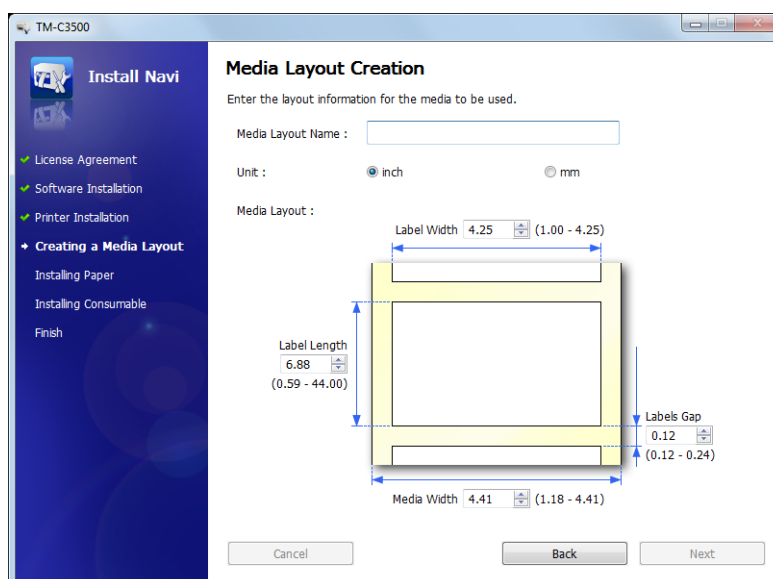 TM-C3500
Install Navi
License Agreement
Software Installation
Printer Installation
Creating a Media Layout
Installing Paper
Installing Consumable
Finish
Media Layout Creation
Enter the layout information for the media to be used.
Media Layout Name :
Unit : inch mm
Media Layout :
Label Width 4.25 (1.00 - 4.25)
Label Length
6.88
(0.59 - 44.00)
Labels Gap
0.12
(0.12 - 0.24)
Media Width 4.41 (1.18 - 4.41)
Cancel Back Next